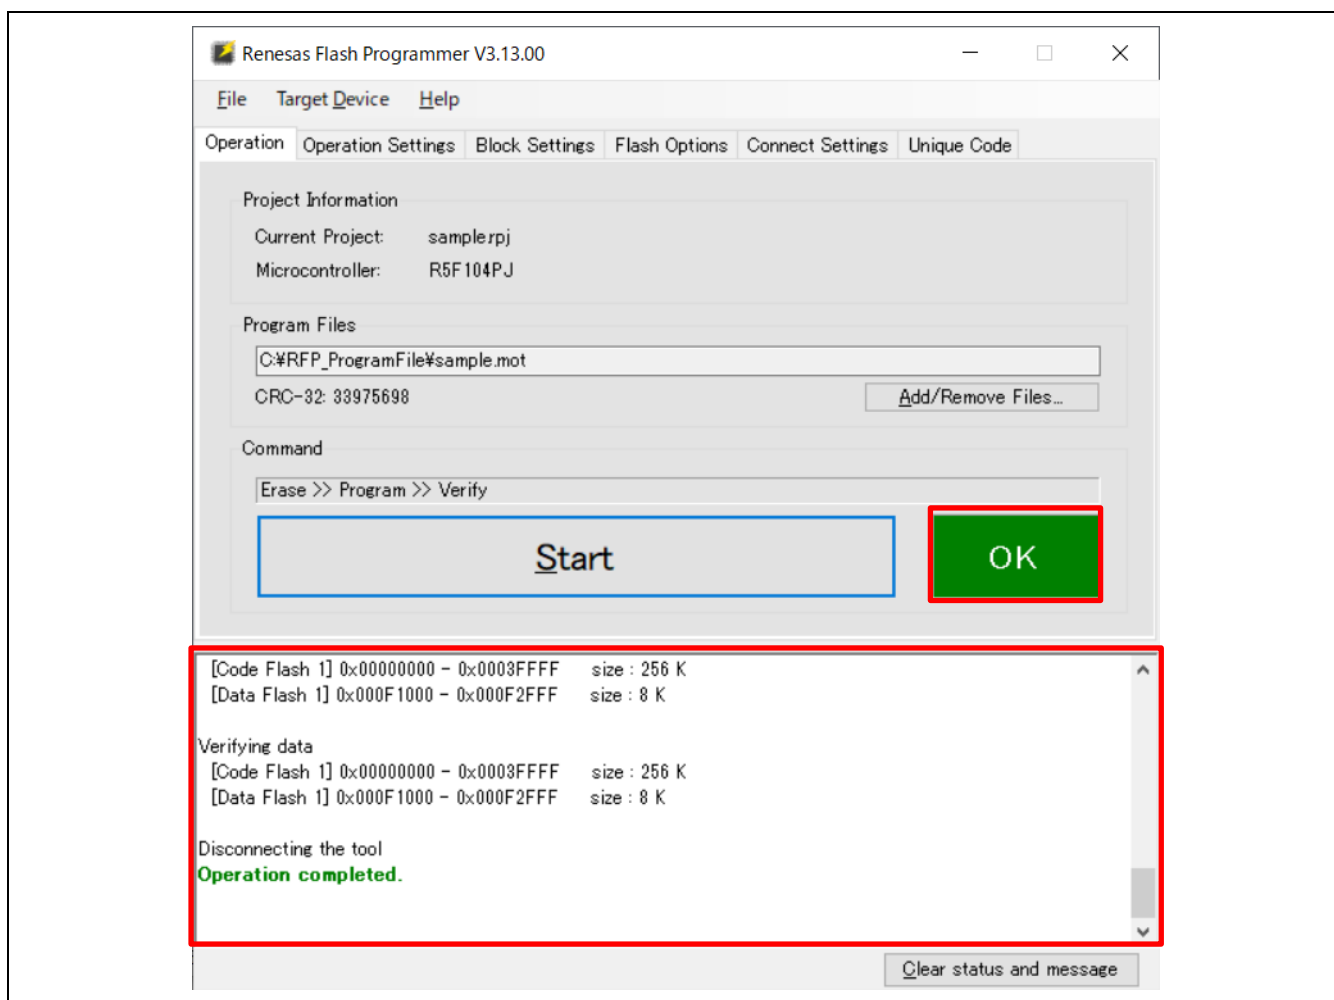 Renesas Flash Programmer V3.13.00
File Target Device Help
Operation Operation Settings Block Settings Flash Options Connect Settings Unique Code
Project Information
Current Project: sample.rpj
Microcontroller: R5F104PJ
Program Files
C:¥RFP_ProgramFile¥sample.mot
CRC-32: 33975698 Add/Remove Files...
Command
Erase >> Program >> Verify
Start OK
[Code Flash 1] 0x00000000 - 0x0003FFFF size : 256 K
[Data Flash 1] 0x000F1000 - 0x000F2FFF size : 8 K
Verifying data
[Code Flash 1] 0x00000000 - 0x0003FFFF size : 256 K
[Data Flash 1] 0x000F1000 - 0x000F2FFF size : 8 K
Disconnecting the tool
Operation completed.
Clear status and message